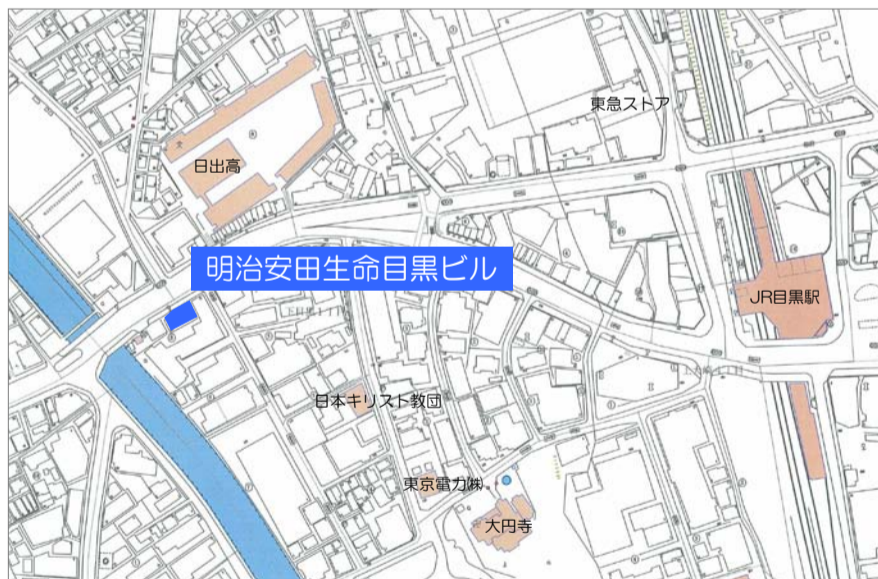 東急ストア
日出高
明治安田生命目黒ビル
JR目黒駅
日本キリスト教団
東京電力㈱
大円寺